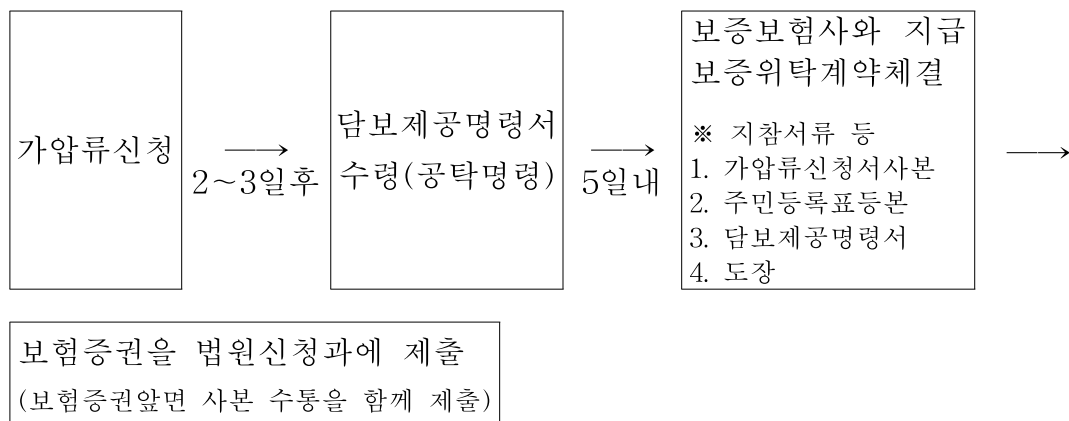 가압류신청
⟶
2~3일후
담보제공명령서
수령(공탁명령)
⟶
5일내
보증보험사와 지급
보증위탁계약체결
※ 지참서류 등
1. 가압류신청서사본
2. 주민등록표등본
3. 담보제공명령서
4. 도장
⟶
보험증권을 법원신청과에 제출
(보험증권앞면 사본 수통을 함께 제출)